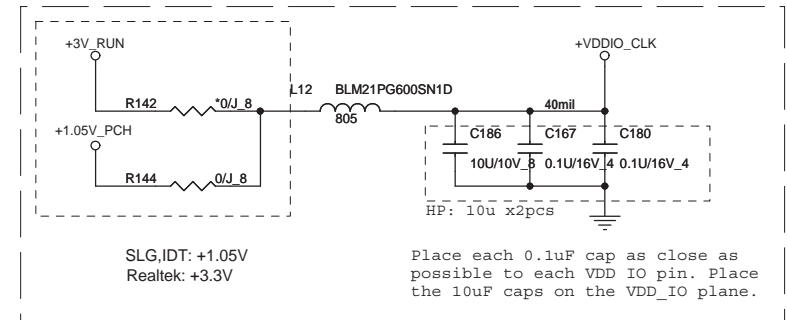 +3V_RUN
+VDDIO_CLK
L12 BLM21PG600SN1D
R142 *0/J_8
805
40mil
+1.05V_PCH
C186 C167 C180
10U/10V_8 0.1U/16V_4 0.1U/16V_4
R144 0/J_8
HP: 10u x2pcs
SLG,IDT: +1.05V
Realtek: +3.3V
Place each 0.1uF cap as close as
possible to each VDD IO pin. Place
the 10uF caps on the VDD_IO plane.